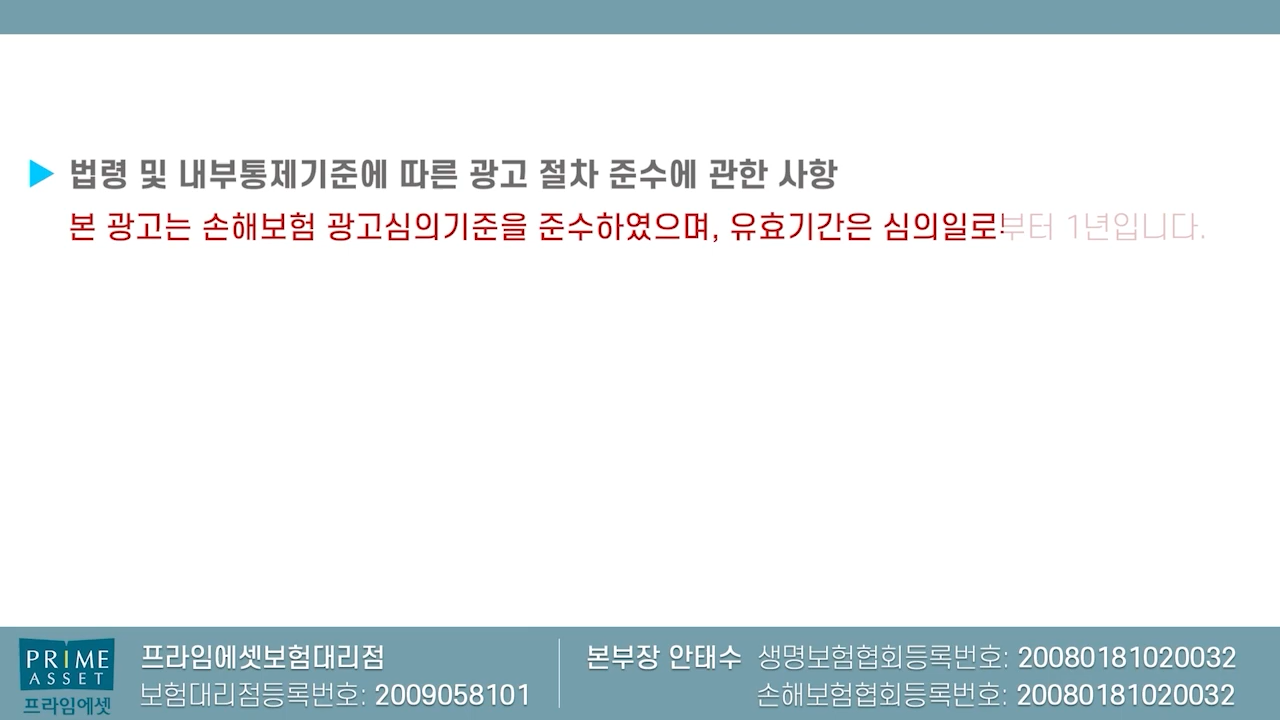 ▶ 법령 및 내부통제기준에 따른 광고 절차 준수에 관한 사항
본 광고는 손해보험 광고심의기준을 준수하였으며, 유효기간은 심의일로부터 1년입니다.
PRIME
ASSET
프라임에셋
프라임에셋보험대리점
보험대리점등록번호: 2009058101
본부장 안태수 생명보험협회등록번호: 20080181020032
손해보험협회등록번호: 20080181020032